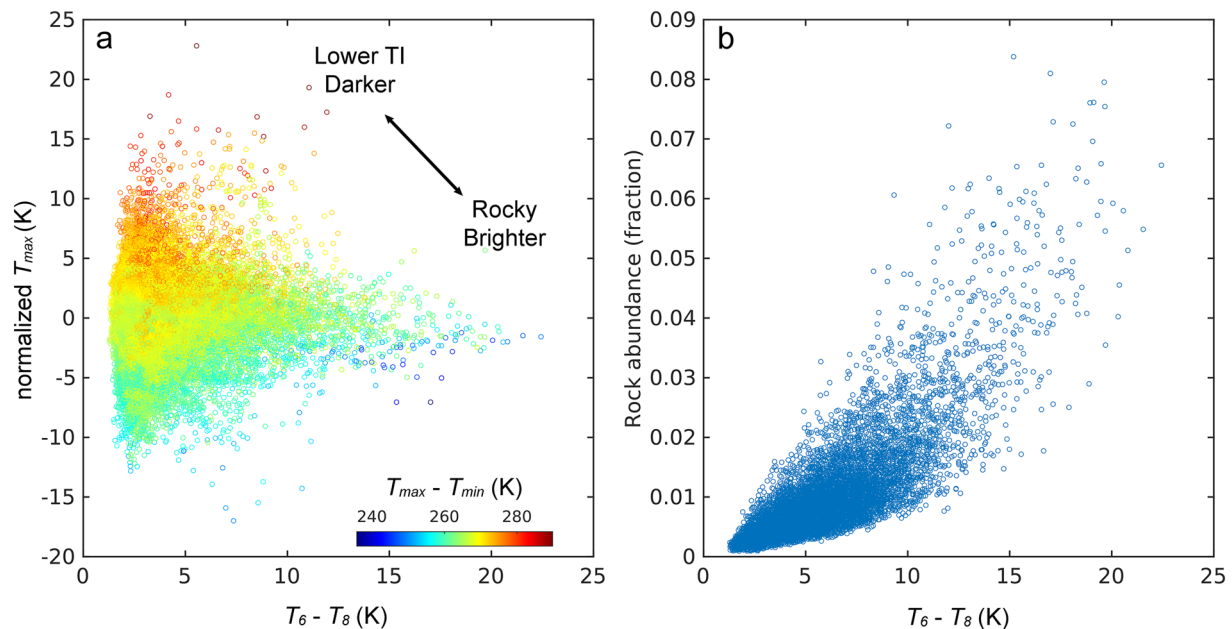 a
normalized Tmax (K)
25
20
15
10
5
0
-5
-10
-15
-20
Lower TI
Darker
Rocky
Brighter
Tmax - Tmin (K)
240 260 280
0 5 10 15 20 25
T6 - T8 (K)
b
Rock abundance (fraction)
0.09
0.08
0.07
0.06
0.05
0.04
0.03
0.02
0.01
0
0 5 10 15 20 25
T6 - T8 (K)